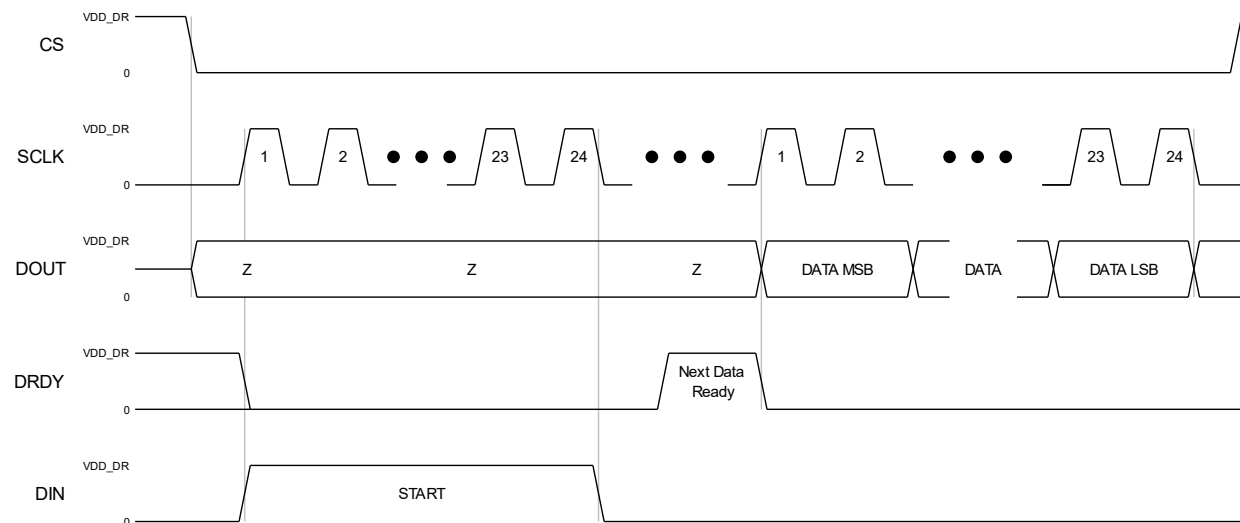 VDD_DR
CS
0
VDD_DR
SCLK
1 2 23 24 1 2 23 24
0
VDD_DR
DOUT
Z Z Z DATA MSB DATA DATA LSB
0
VDD_DR
DRDY
Next Data
Ready
0
VDD_DR
DIN
START
0